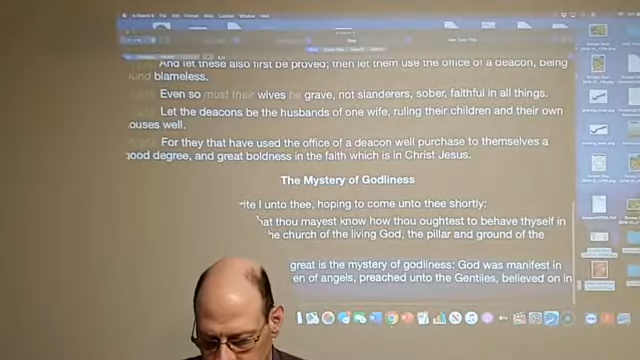 And let these also first be proved; then let them use the office of a deacon, being
found blameless.
Even so must their wives be grave, not slanderers, sober, faithful in all things.
Let the deacons be the husbands of one wife, ruling their children and their own
ouses well.
For they that have used the office of a deacon well purchase to themselves a
good degree, and great boldness in the faith which is in Christ Jesus.
The Mystery of Godliness
rite I unto thee, hoping to come unto thee shortly:
hat thou mayest know how thou oughtest to behave thyself in
he church of the living God, the pillar and ground of the
great is the mystery of godliness: God was manifest in
en of angels, preached unto the Gentiles, believed on in